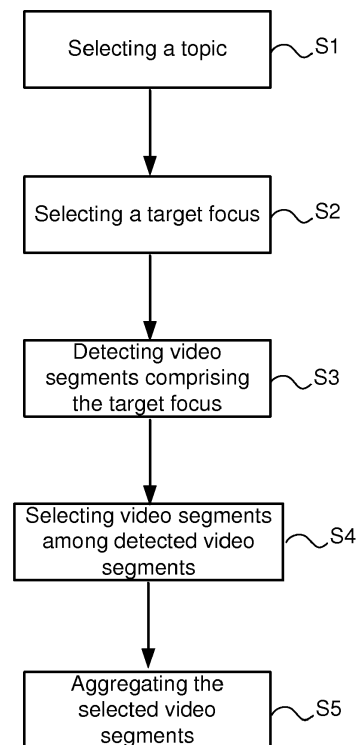 Selecting a topic
S1
Selecting a target focus
S2
Detecting video
segments comprising
the target focus
S3
Selecting video segments
among detected video
segments
S4
Aggregating the
selected video
segments
S5